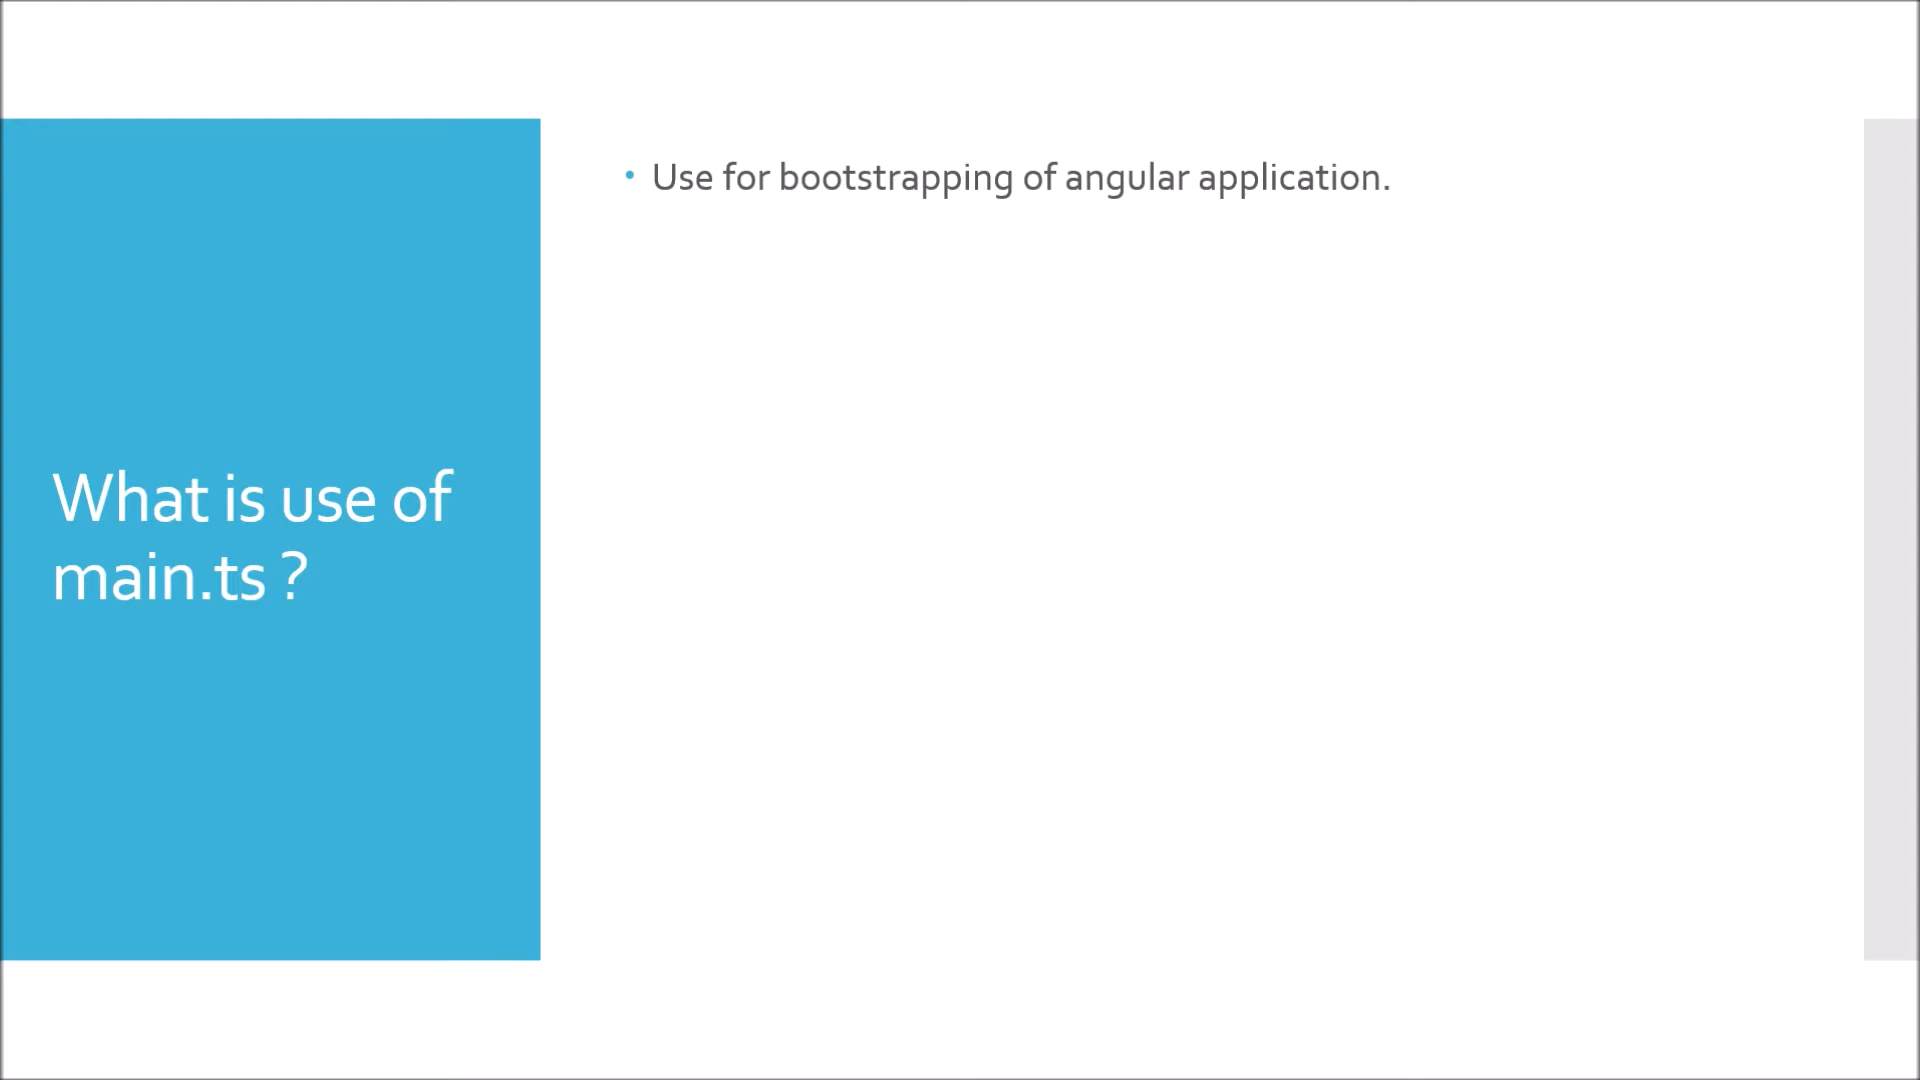 What is use of
main.ts ?
• Use for bootstrapping of angular application.